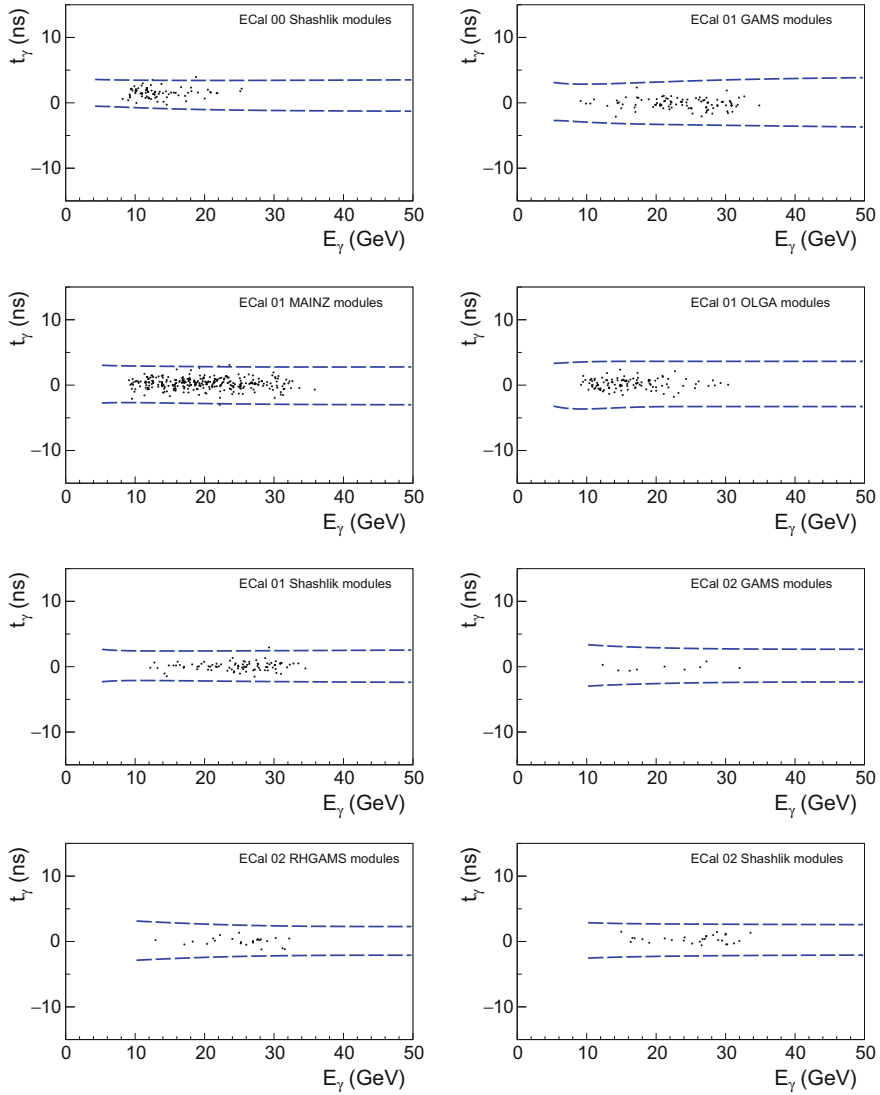 ECal 00 Shashlik modules
t_γ (ns)
10
0
−10
0 10 20 30 40 50
E_γ (GeV)
ECal 01 GAMS modules
t_γ (ns)
10
0
−10
0 10 20 30 40 50
E_γ (GeV)
ECal 01 MAINZ modules
t_γ (ns)
10
0
−10
0 10 20 30 40 50
E_γ (GeV)
ECal 01 OLGA modules
t_γ (ns)
10
0
−10
0 10 20 30 40 50
E_γ (GeV)
ECal 01 Shashlik modules
t_γ (ns)
10
0
−10
0 10 20 30 40 50
E_γ (GeV)
ECal 02 GAMS modules
t_γ (ns)
10
0
−10
0 10 20 30 40 50
E_γ (GeV)
ECal 02 RHGAMS modules
t_γ (ns)
10
0
−10
0 10 20 30 40 50
E_γ (GeV)
ECal 02 Shashlik modules
t_γ (ns)
10
0
−10
0 10 20 30 40 50
E_γ (GeV)